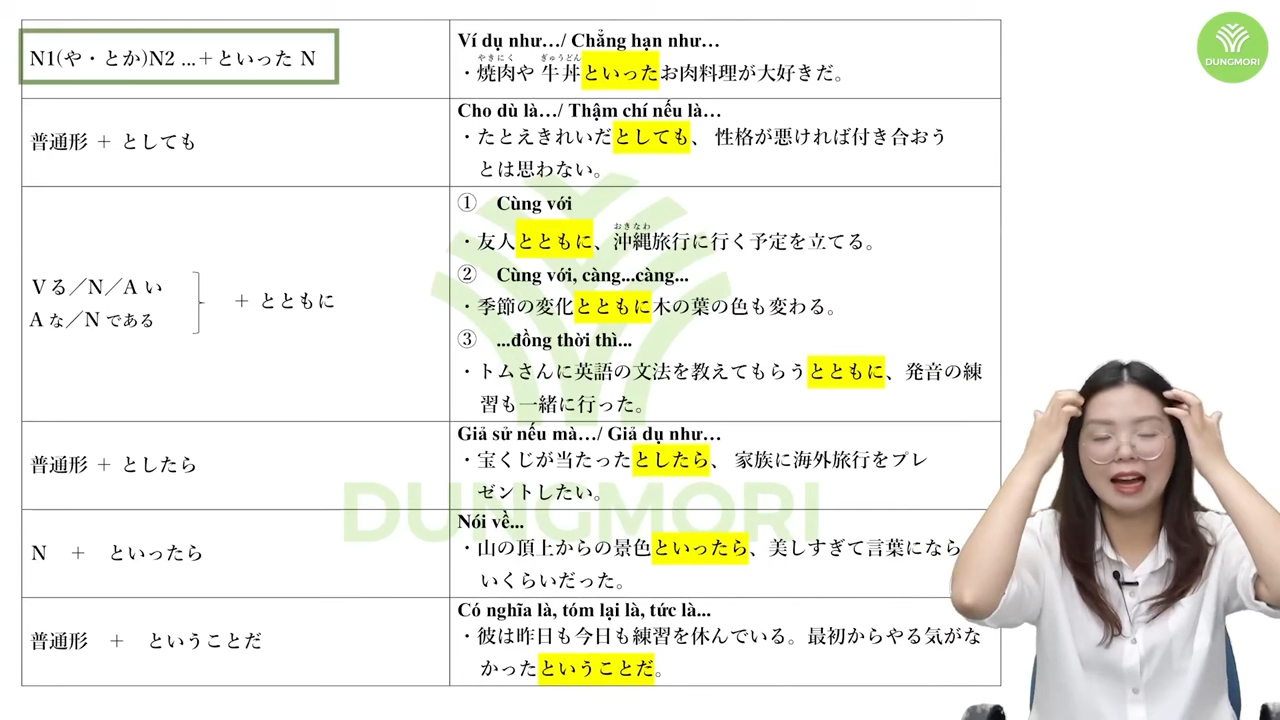 N1(や・とか)N2 ...＋といった N
Ví dụ như…/ Chẳng hạn như…
やきにく ぎゅうどん
・焼肉や 牛丼といったお肉料理が大好きだ。
普通形 ＋ としても
Cho dù là…/ Thậm chí nếu là…
・たとえきれいだとしても、 性格が悪ければ付き合おう
とは思わない。
Vる／N／A い
A な／N である
＋ とともに
① Cùng với
おきなわ
・友人とともに、沖縄旅行に行く予定を立てる。
② Cùng với, càng...càng...
・季節の変化とともに木の葉の色も変わる。
③ ...đồng thời thì...
・トムさんに英語の文法を教えてもらうとともに、発音の練
習も一緒に行った。
普通形 ＋ としたら
Giả sử nếu mà…/ Giả dụ như…
・宝くじが当たったとしたら、 家族に海外旅行をプレ
ゼントしたい。
N ＋ といったら
Nói về...
・山の頂上からの景色といったら、美しすぎて言葉になら
いくらいだった。
普通形 ＋ ということだ
Có nghĩa là, tóm lại là, tức là...
・彼は昨日も今日も練習を休んでいる。最初からやる気がな
かったということだ。
DUNGMORI
DUNGMORI